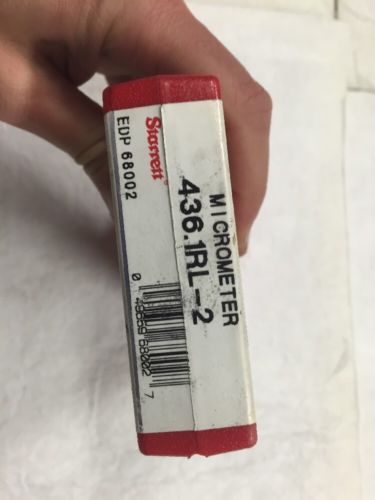 MICROMETER
436.1RL-2
Starrett
EDP 68002
0 49659 68002 7